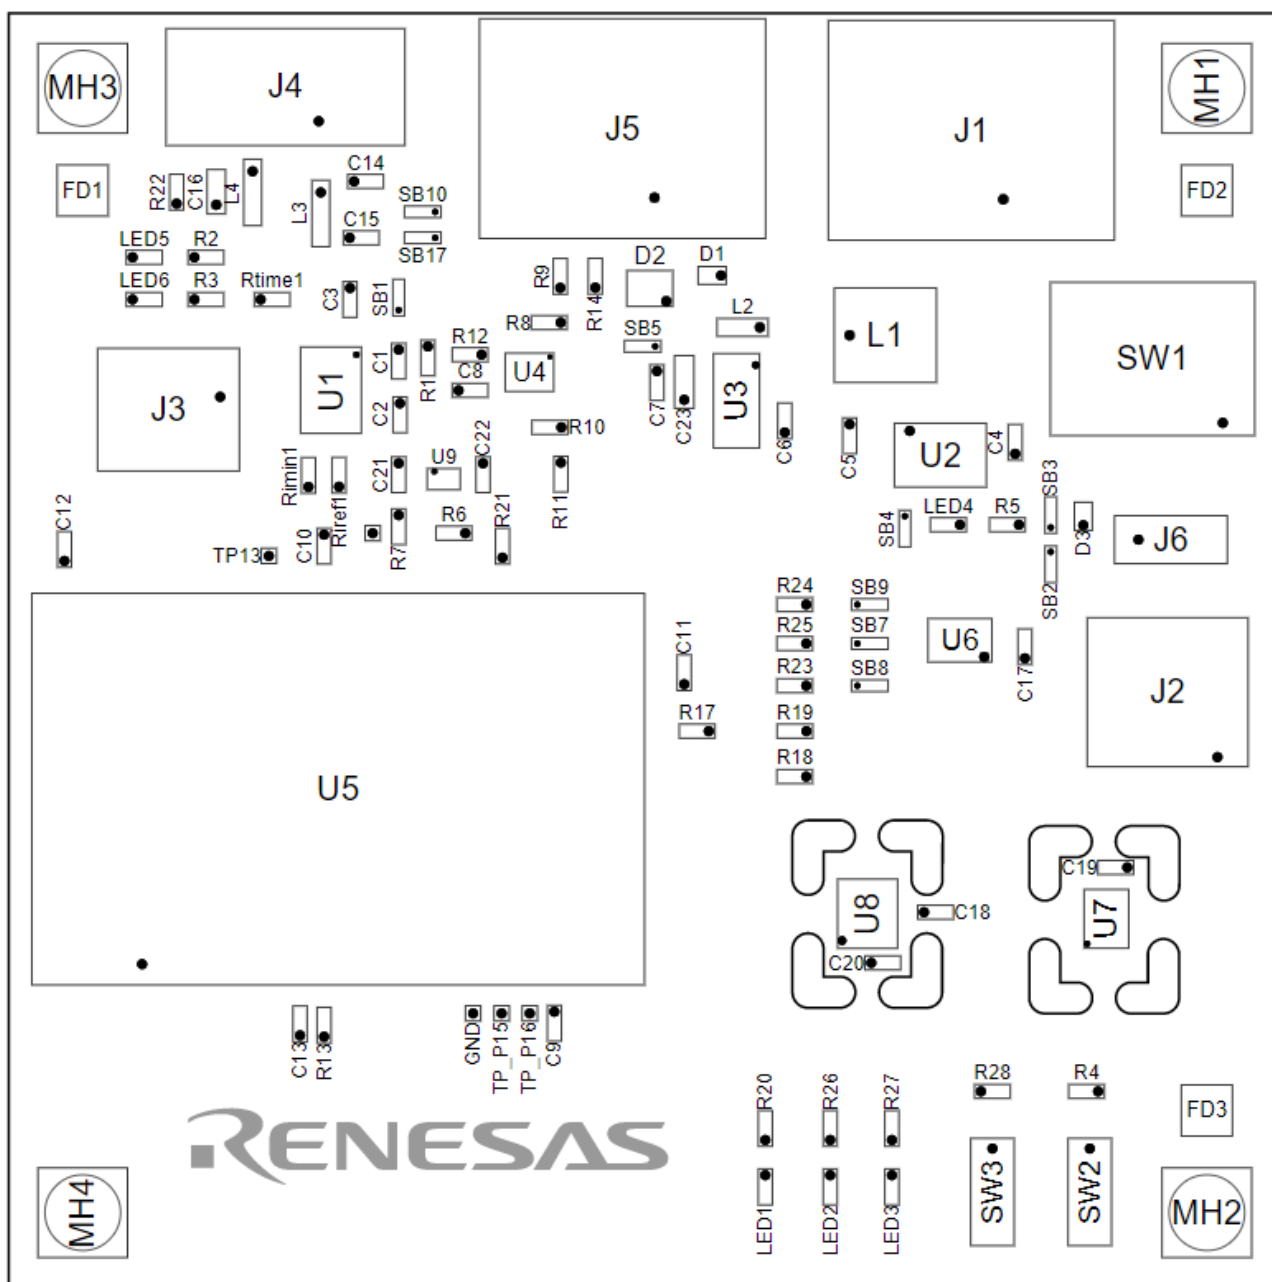 MH3
J4
J5
J1
MH1
FD1
R22
C16
L4
L3
C14
SB10
C15
SB17
FD2
LED5
R2
LED6
R3
Rtime1
C3
SB1
R9
R14
D2
D1
R8
SB5
L2
L1
SW1
J3
U1
C1
R1
R12
C8
U4
C7
C23
U3
C2
R10
C6
C5
U2
C4
Rimin1
Riref1
C21
U9
C22
R11
SB3
C12
TP13
C10
R7
R6
R21
SB4
LED4
R5
D3
J6
SB2
R24
SB9
R25
SB7
U6
C17
C11
R23
SB8
J2
R17
R19
R18
U5
C19
U8
C18
U7
C20
C13
R13
GND
TP_P15
TP_P16
C9
R20
R26
R27
R28
R4
FD3
RENESAS
MH4
LED1
LED2
LED3
SW3
SW2
MH2